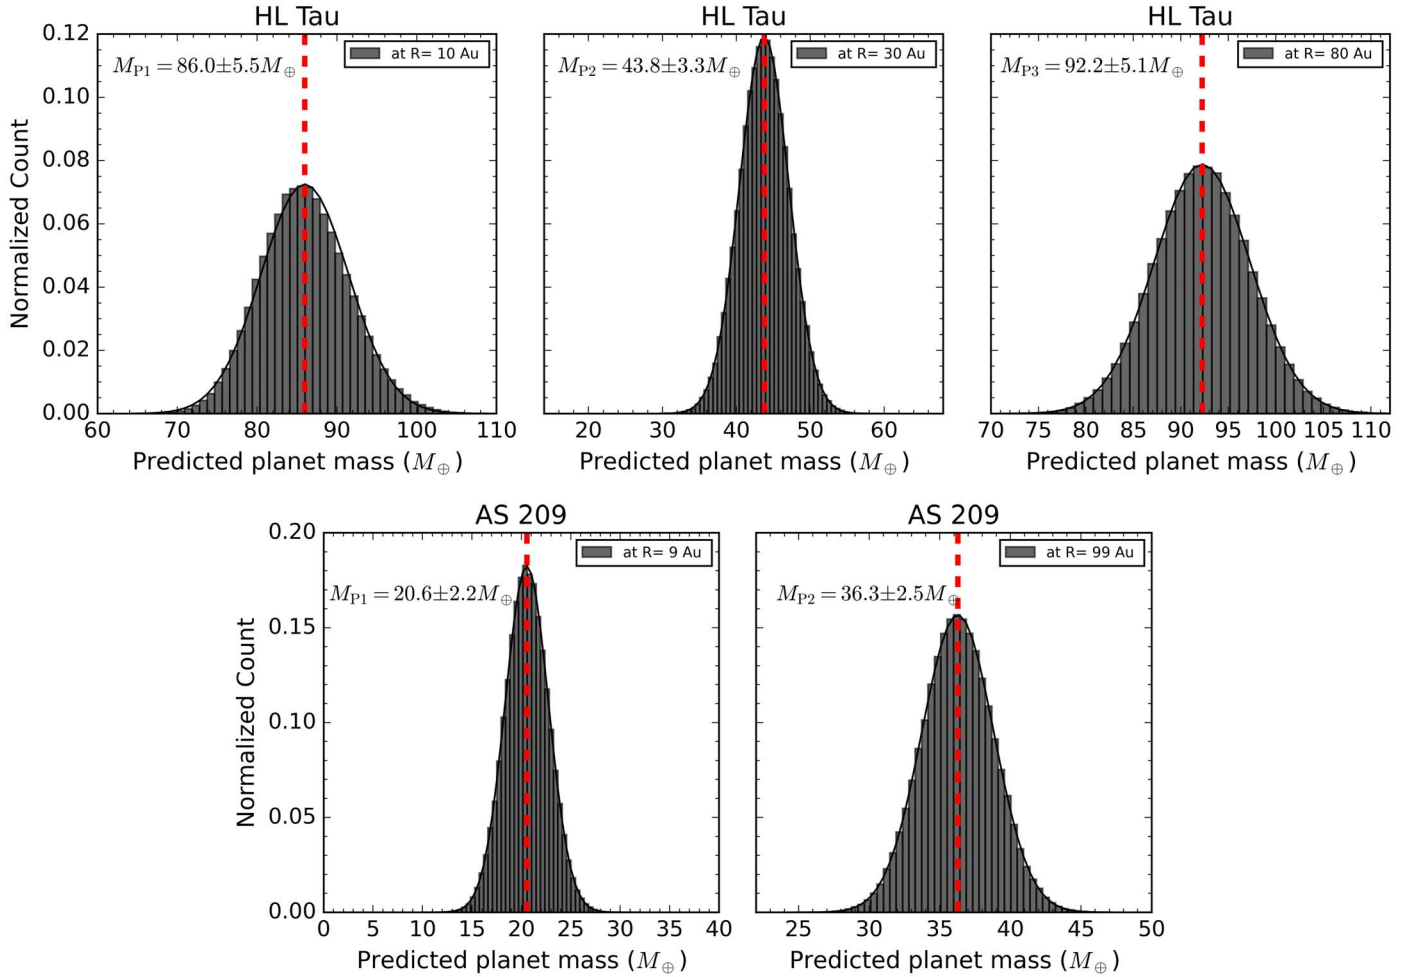 HL Tau
HL Tau
HL Tau
0.12
0.10
0.08
0.06
0.04
0.02
0.00
Normalized Count
M_P1 = 86.0±5.5M_⊕
at R= 10 Au
60 70 80 90 100 110
Predicted planet mass (M_⊕)
M_P2 = 43.8±3.3M_⊕
at R= 30 Au
20 30 40 50 60
Predicted planet mass (M_⊕)
M_P3 = 92.2±5.1M_⊕
at R= 80 Au
70 75 80 85 90 95 100 105 110
Predicted planet mass (M_⊕)
AS 209
AS 209
0.20
0.15
0.10
0.05
0.00
Normalized Count
M_P1 = 20.6±2.2M_⊕
at R= 9 Au
0 5 10 15 20 25 30 35 40
Predicted planet mass (M_⊕)
M_P2 = 36.3±2.5M_⊕
at R= 99 Au
25 30 35 40 45 50
Predicted planet mass (M_⊕)